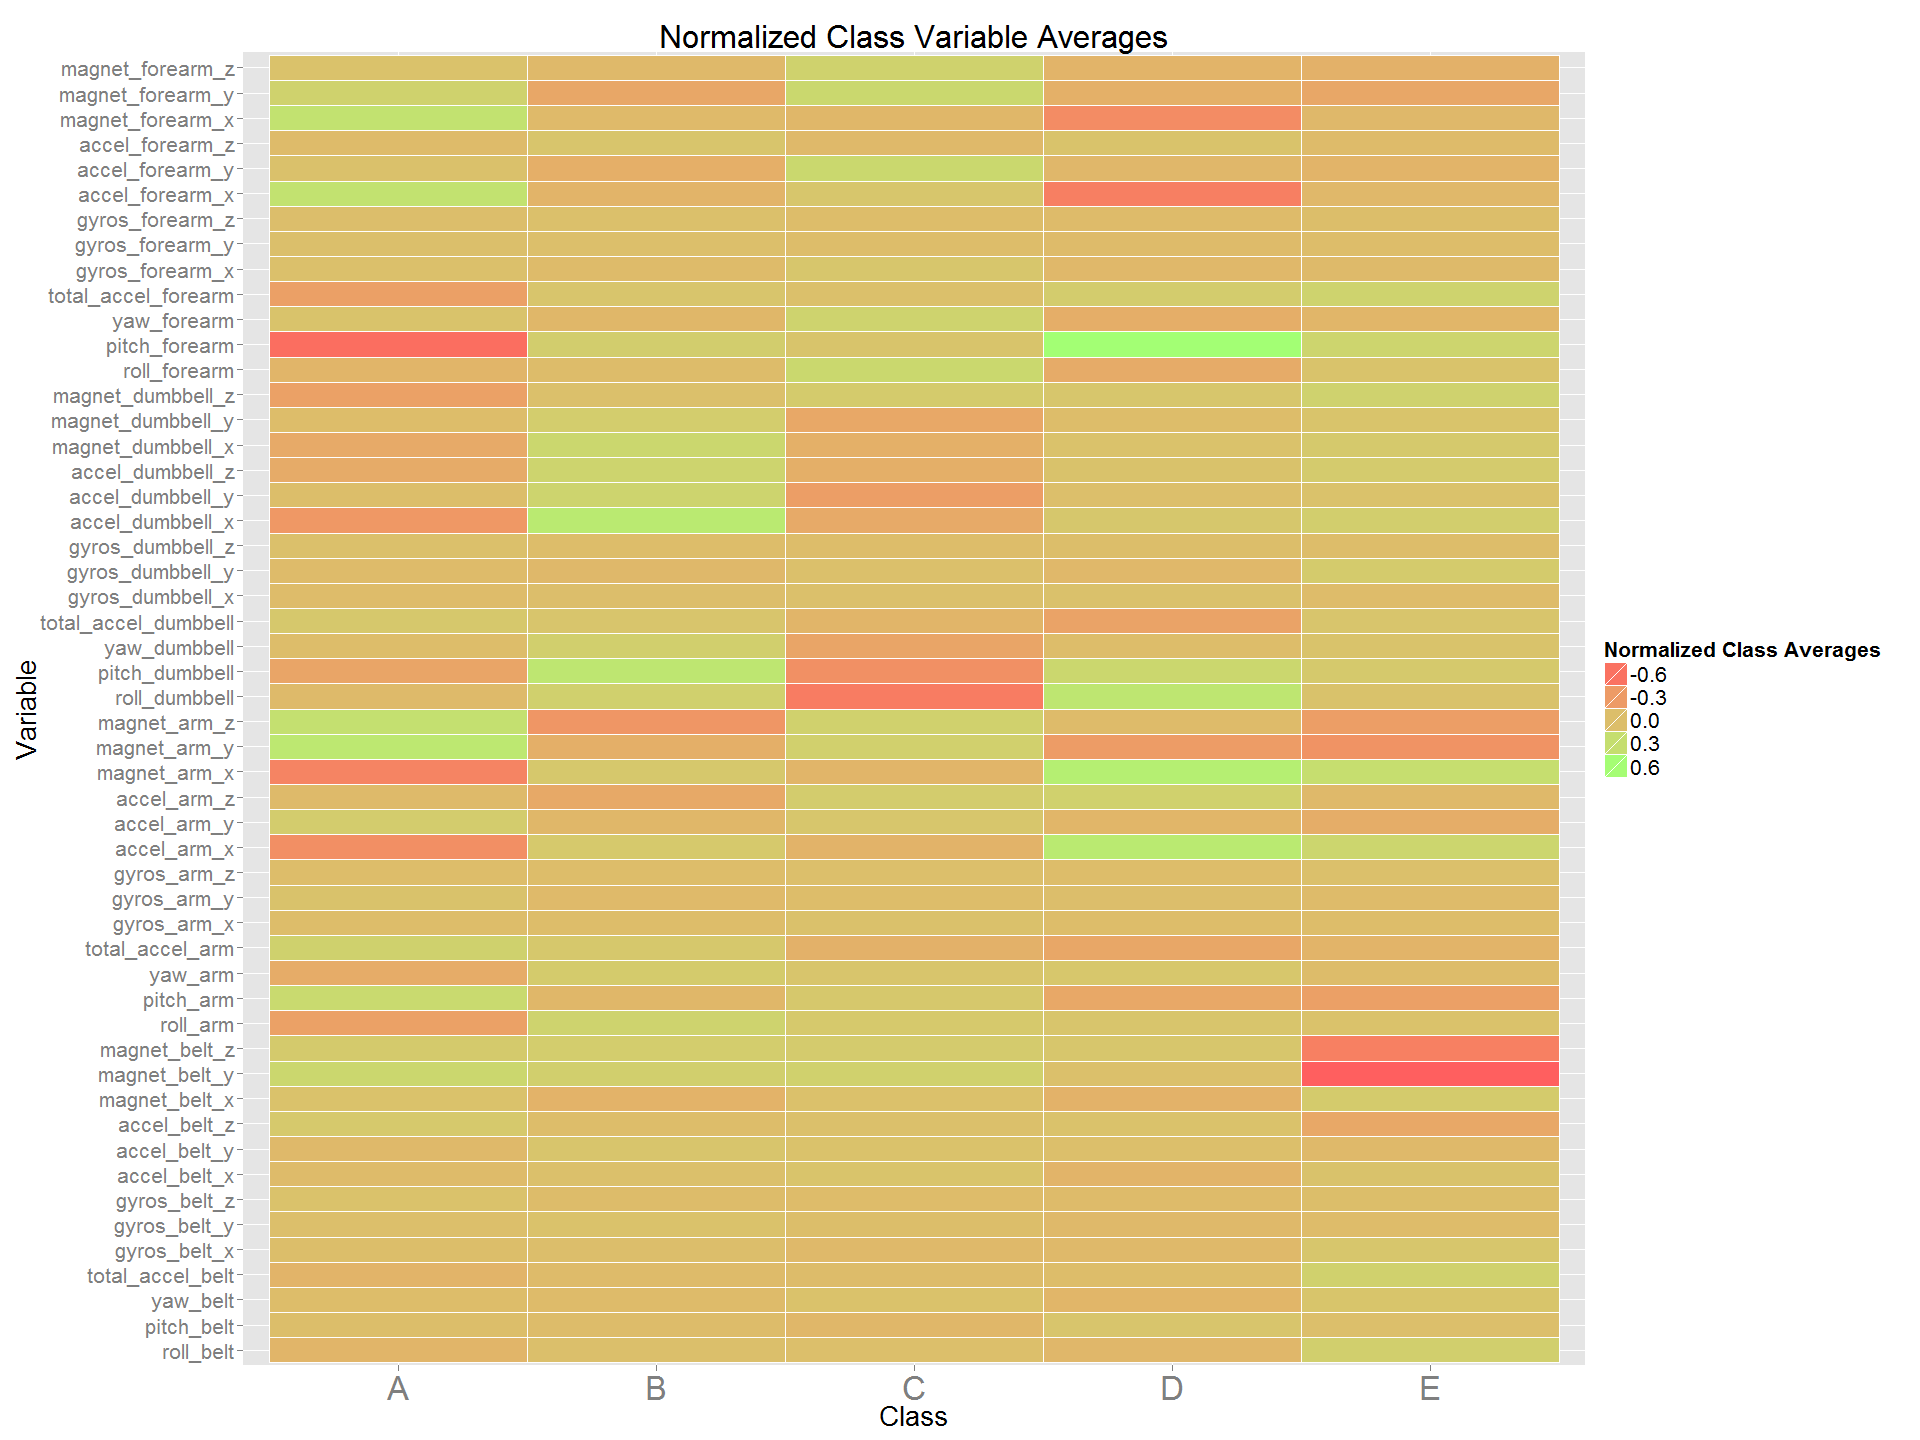 Normalized Class Variable Averages
magnet_forearm_z
magnet_forearm_y
magnet_forearm_x
accel_forearm_z
accel_forearm_y
accel_forearm_x
gyros_forearm_z
gyros_forearm_y
gyros_forearm_x
total_accel_forearm
yaw_forearm
pitch_forearm
roll_forearm
magnet_dumbbell_z
magnet_dumbbell_y
magnet_dumbbell_x
accel_dumbbell_z
accel_dumbbell_y
accel_dumbbell_x
gyros_dumbbell_z
gyros_dumbbell_y
gyros_dumbbell_x
total_accel_dumbbell
yaw_dumbbell
pitch_dumbbell
roll_dumbbell
magnet_arm_z
magnet_arm_y
magnet_arm_x
accel_arm_z
accel_arm_y
accel_arm_x
gyros_arm_z
gyros_arm_y
gyros_arm_x
total_accel_arm
yaw_arm
pitch_arm
roll_arm
magnet_belt_z
magnet_belt_y
magnet_belt_x
accel_belt_z
accel_belt_y
accel_belt_x
gyros_belt_z
gyros_belt_y
gyros_belt_x
total_accel_belt
yaw_belt
pitch_belt
roll_belt
Variable
A B C D E
Class
Normalized Class Averages
-0.6
-0.3
0.0
0.3
0.6